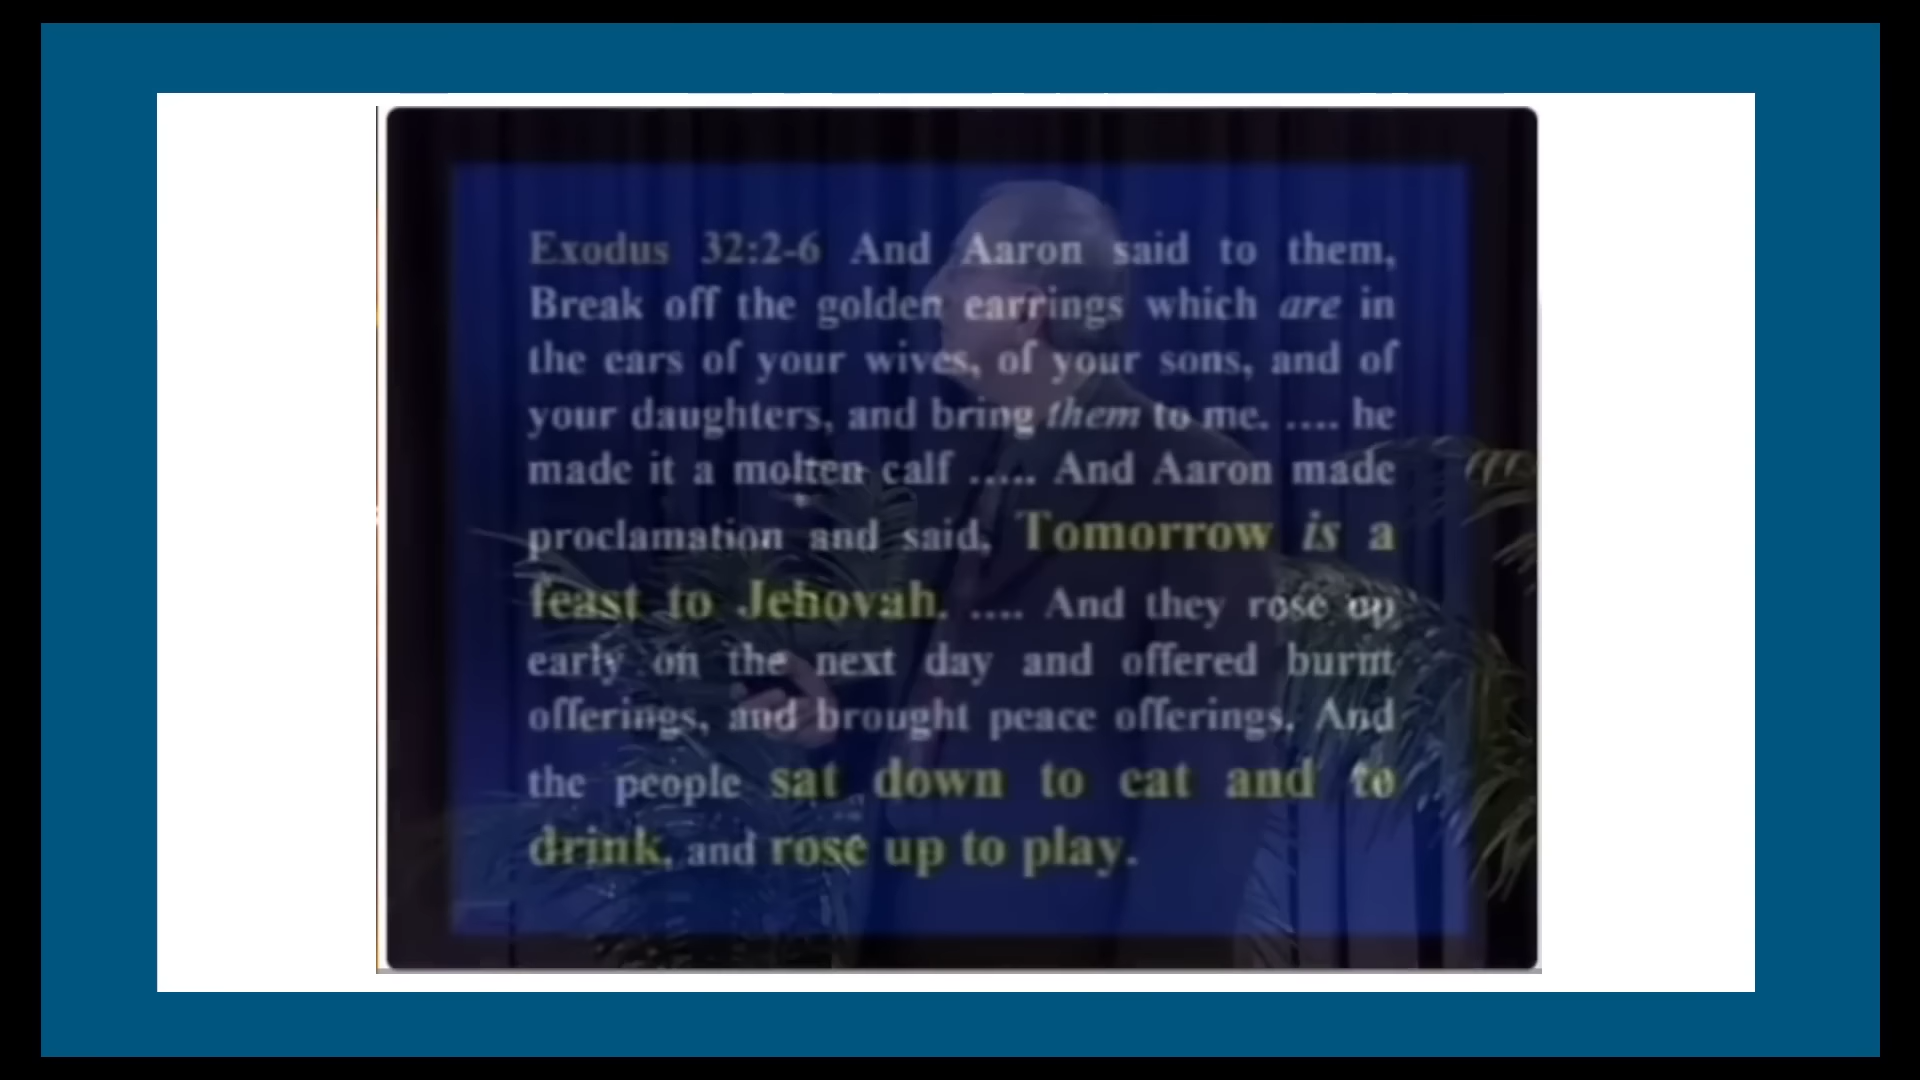 Exodus 32:2-6 And Aaron said to them,
Break off the golden earrings which are in
the ears of your wives, of your sons, and of
your daughters, and bring them to me. .... he
made it a molten calf ..... And Aaron made
proclamation and said, Tomorrow is a
feast to Jehovah. .... And they rose up
early on the next day and offered burnt
offerings, and brought peace offerings. And
the people sat down to eat and to
drink, and rose up to play.